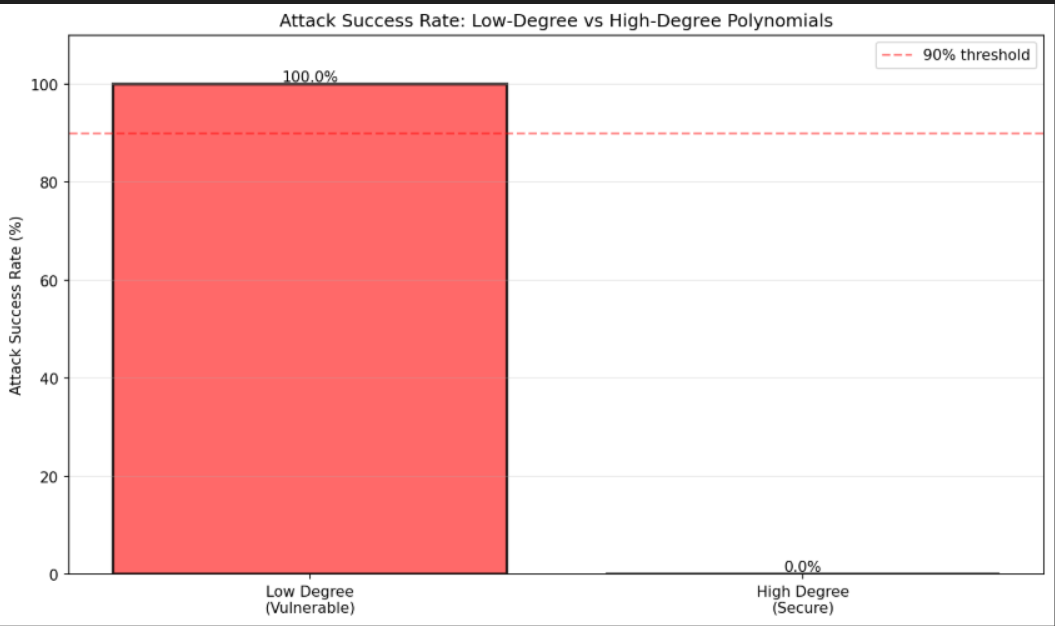 Attack Success Rate: Low-Degree vs High-Degree Polynomials
90% threshold
100.0%
100
80
60
40
20
0
Attack Success Rate (%)
0.0%
Low Degree
(Vulnerable)
High Degree
(Secure)